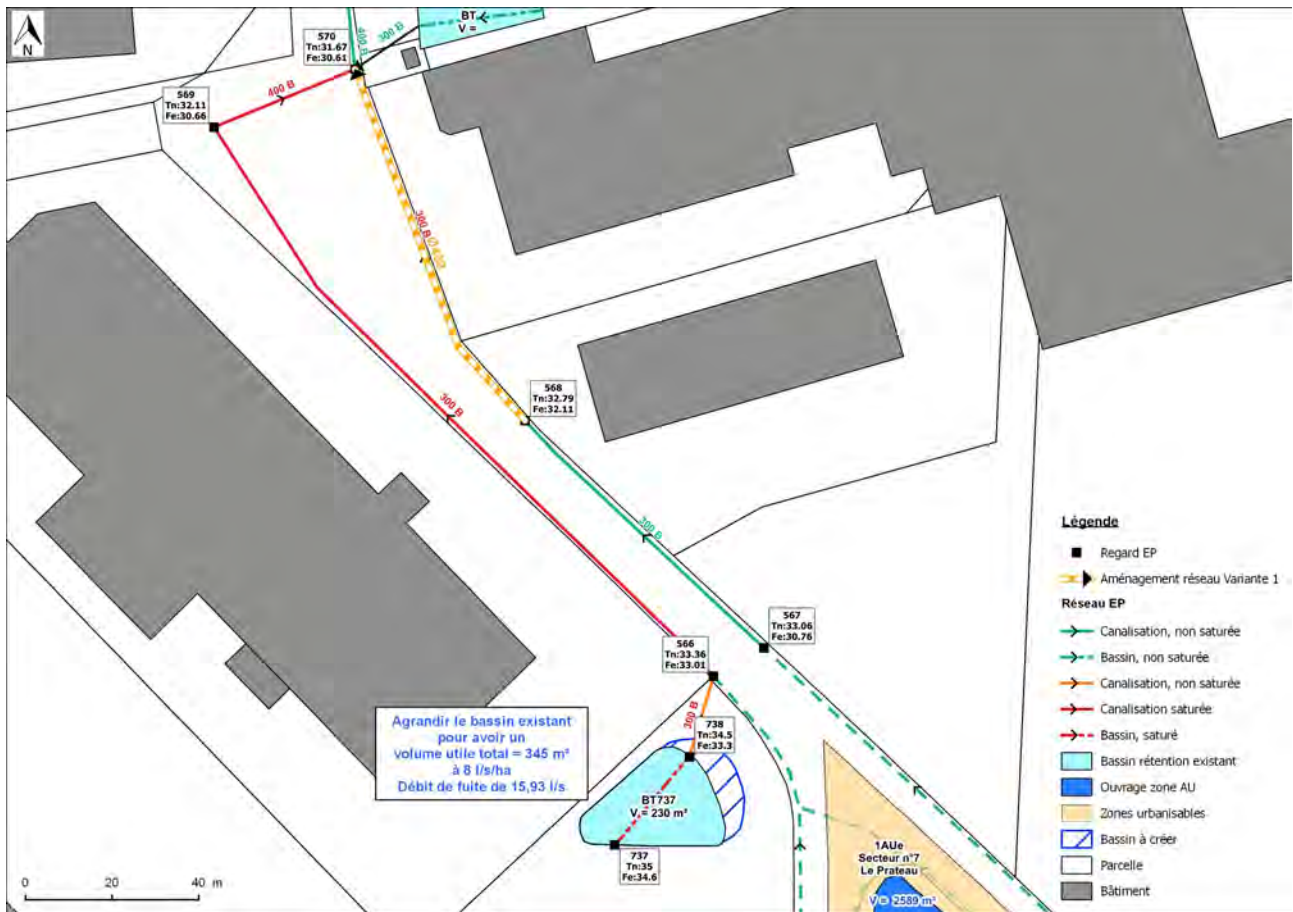 N
570
Tn:31.67
Fe:30.61
400 B
300 B
BT
V =
569
Tn:32.11
Fe:30.66
400 B
300 B
Ø400
568
Tn:32.79
Fe:32.11
300 B
300 B
567
Tn:33.06
Fe:30.76
566
Tn:33.36
Fe:33.01
300 B
738
Tn:34.5
Fe:33.3
Agrandir le bassin existant
pour avoir un
volume utile total = 345 m³
à 8 l/s/ha
Débit de fuite de 15,93 l/s
BT737
V = 230 m³
737
Tn:35
Fe:34.6
1AUe
Secteur n°7
Le Prateau
V = 2589 m³
0 20 40 m
Légende
Regard EP
Aménagement réseau Variante 1
Réseau EP
Canalisation, non saturée
Bassin, non saturée
Canalisation, non saturée
Canalisation saturée
Bassin, saturé
Bassin rétention existant
Ouvrage zone AU
Zones urbanisables
Bassin à créer
Parcelle
Bâtiment